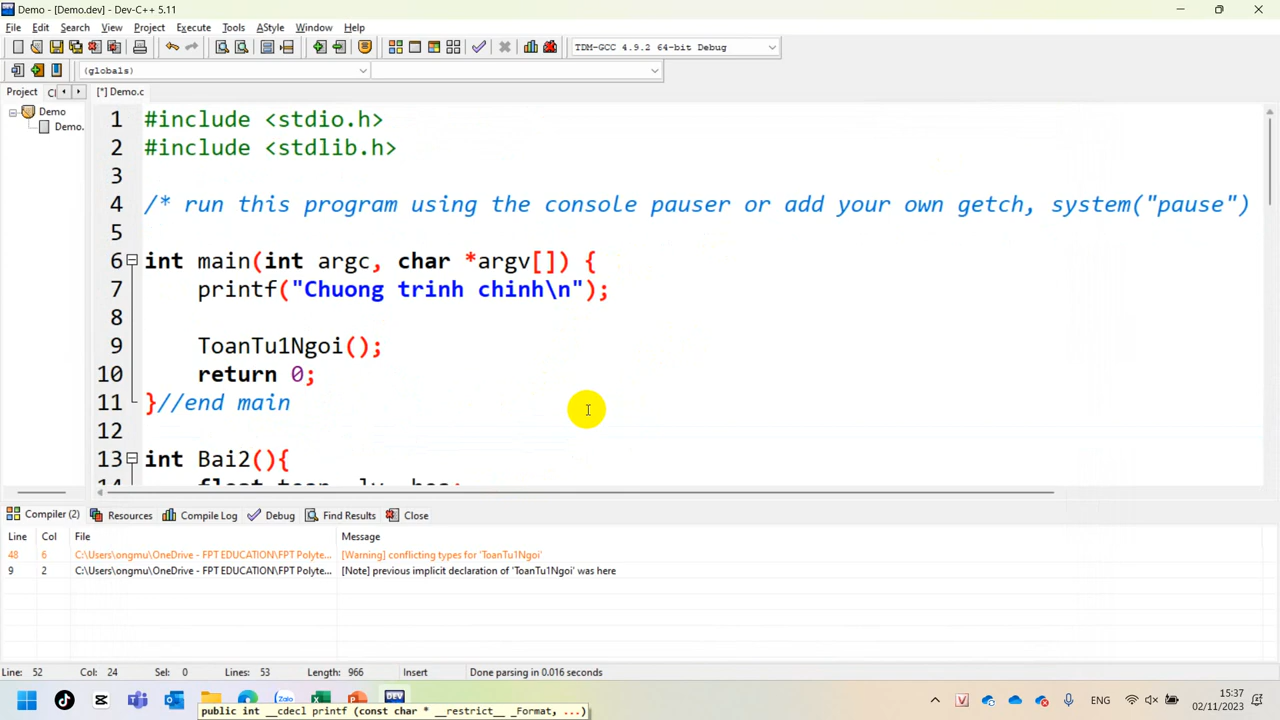 Demo - [Demo.dev] - Dev-C++ 5.11
File Edit Search View Project Execute Tools AStyle Window Help
TDM-GCC 4.9.2 64-bit Debug
(globals)
Project
[*] Demo.c
Demo
Demo.
1 #include <stdio.h>
2 #include <stdlib.h>
3
4 /* run this program using the console pauser or add your own getch, system("pause")
5
6 int main(int argc, char *argv[]) {
7 printf("Chuong trinh chinh\n");
8
9 ToanTu1Ngoi();
10 return 0;
11 }//end main
12
13 int Bai2(){
14
Compiler (2) Resources Compile Log Debug Find Results Close
Line Col File Message
48 6 C:\Users\ongmu\OneDrive - FPT EDUCATION\FPT Polyte... [Warning] conflicting types for 'ToanTu1Ngoi'
9 2 C:\Users\ongmu\OneDrive - FPT EDUCATION\FPT Polyte... [Note] previous implicit declaration of 'ToanTu1Ngoi' was here
Line: 52 Col: 24 Sel: 0 Lines: 53 Length: 966 Insert Done parsing in 0.016 seconds
Zalo
DEV
V
ENG
15:37
02/11/2023
public int __cdecl printf (const char * __restrict__ _Format, ...)